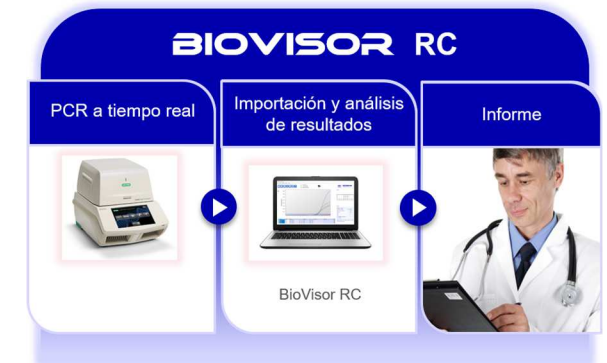 BIOVISOR RC
PCR a tiempo real
Importación y análisis
de resultados
Informe
BioVisor RC